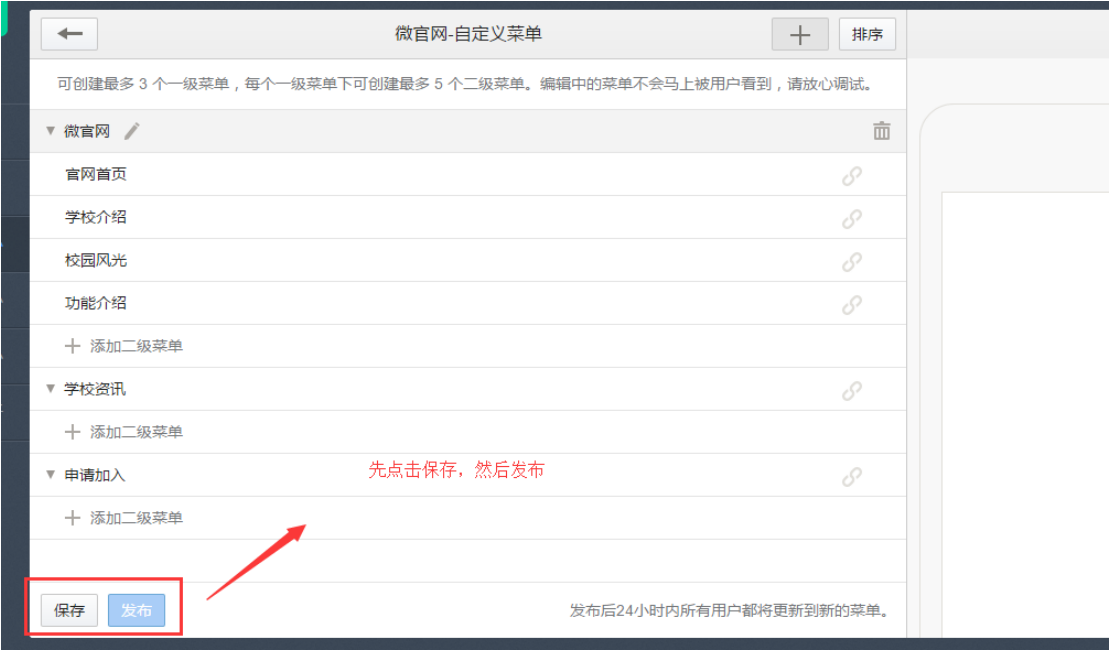 微官网-自定义菜单
排序
可创建最多 3 个一级菜单，每个一级菜单下可创建最多 5 个二级菜单。编辑中的菜单不会马上被用户看到，请放心调试。
微官网
官网首页
学校介绍
校园风光
功能介绍
添加二级菜单
学校资讯
添加二级菜单
申请加入
先点击保存，然后发布
添加二级菜单
保存 发布 发布后24小时内所有用户都将更新到新的菜单。